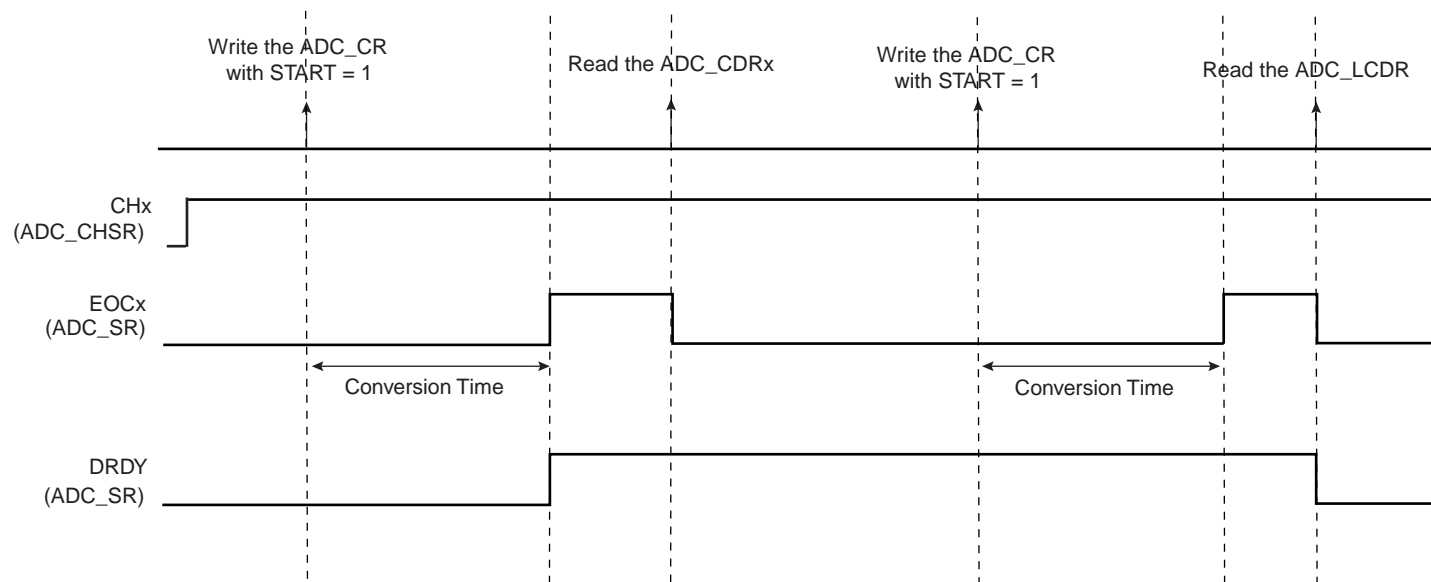 Write the ADC_CR
with START = 1
Read the ADC_CDRx
Write the ADC_CR
with START = 1
Read the ADC_LCDR
CHx
(ADC_CHSR)
EOCx
(ADC_SR)
Conversion Time
Conversion Time
DRDY
(ADC_SR)